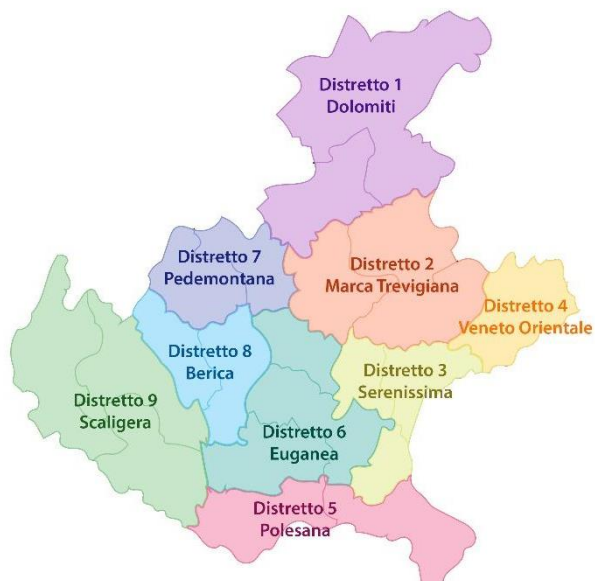 Distretto 1
Dolomiti
Distretto 7
Pedemontana
Distretto 2
Marca Trevigiana
Distretto 4
Veneto Orientale
Distretto 8
Berica
Distretto 3
Serenissima
Distretto 9
Scaligera
Distretto 6
Euganea
Distretto 5
Polesana